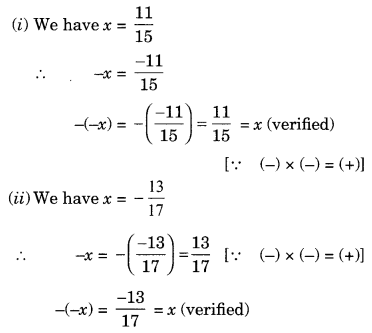 (i) We have x = 11/15
∴ -x = -11/15
-(-x) = -(-11/15) = 11/15 = x (verified)
[∵ (-) × (-) = (+)]
(ii) We have x = - 13/17
∴ -x = -(-13/17) = 13/17 [∵ (-) × (-) = (+)]
-(-x) = -13/17 = x (verified)